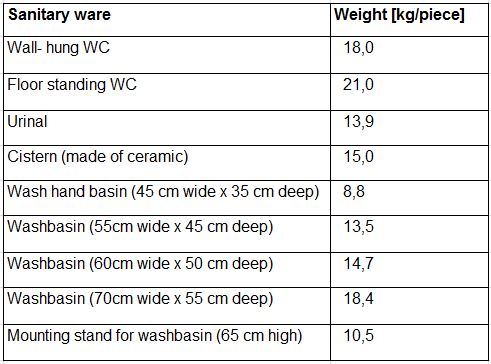 Sanitary ware Weight [kg/piece]
Wall- hung WC 18,0
Floor standing WC 21,0
Urinal 13,9
Cistern (made of ceramic) 15,0
Wash hand basin (45 cm wide x 35 cm deep) 8,8
Washbasin (55cm wide x 45 cm deep) 13,5
Washbasin (60cm wide x 50 cm deep) 14,7
Washbasin (70cm wide x 55 cm deep) 18,4
Mounting stand for washbasin (65 cm high) 10,5